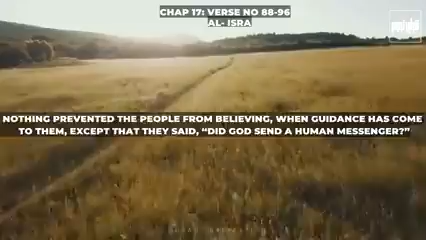 CHAP 17: VERSE NO 88-96
AL- ISRA
NOTHING PREVENTED THE PEOPLE FROM BELIEVING, WHEN GUIDANCE HAS COME
TO THEM, EXCEPT THAT THEY SAID, “DID GOD SEND A HUMAN MESSENGER?”